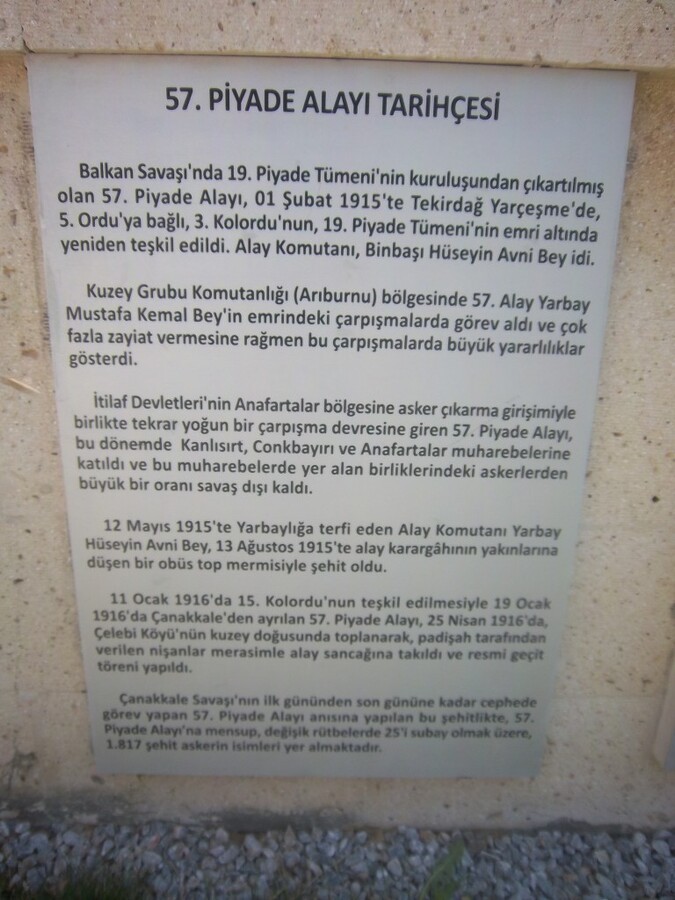 57. PİYADE ALAYI TARİHÇESİ
Balkan Savaşı'nda 19. Piyade Tümeni'nin kuruluşundan çıkartılmış
olan 57. Piyade Alayı, 01 Şubat 1915'te Tekirdağ Yarçeşme'de,
5. Ordu'ya bağlı, 3. Kolordu'nun, 19. Piyade Tümeni'nin emri altında
yeniden teşkil edildi. Alay Komutanı, Binbaşı Hüseyin Avni Bey idi.
Kuzey Grubu Komutanlığı (Arıburnu) bölgesinde 57. Alay Yarbay
Mustafa Kemal Bey'in emrindeki çarpışmalarda görev aldı ve çok
fazla zayiat vermesine rağmen bu çarpışmalarda büyük yararlılıklar
gösterdi.
İtilaf Devletleri'nin Anafartalar bölgesine asker çıkarma girişimiyle
birlikte tekrar yoğun bir çarpışma devresine giren 57. Piyade Alayı,
bu dönemde Kanlısırt, Conkbayırı ve Anafartalar muharebelerine
katıldı ve bu muharebelerde yer alan birliklerindeki askerlerden
büyük bir oranı savaş dışı kaldı.
12 Mayıs 1915'te Yarbaylığa terfi eden Alay Komutanı Yarbay
Hüseyin Avni Bey, 13 Ağustos 1915'te alay karargâhının yakınlarına
düşen bir obüs top mermisiyle şehit oldu.
11 Ocak 1916'da 15. Kolordu'nun teşkil edilmesiyle 19 Ocak
1916'da Çanakkale'den ayrılan 57. Piyade Alayı, 25 Nisan 1916'da,
Çelebi Köyü'nün kuzey doğusunda toplanarak, padişah tarafından
verilen nişanlar merasimle alay sancağına takıldı ve resmi geçit
töreni yapıldı.
Çanakkale Savaşı'nın ilk gününden son gününe kadar cephede
görev yapan 57. Piyade Alayı anısına yapılan bu şehitlikte, 57.
Piyade Alayı'na mensup, değişik rütbelerde 25'i subay olmak üzere,
1.817 şehit askerin isimleri yer almaktadır.